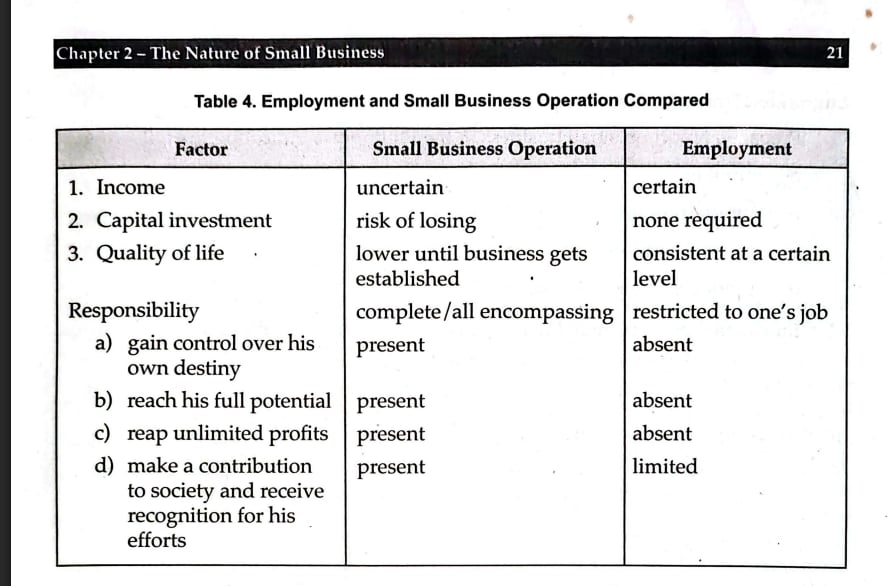 Chapter 2 – The Nature of Small Business 21
Table 4. Employment and Small Business Operation Compared
Factor Small Business Operation Employment
1. Income uncertain certain
2. Capital investment risk of losing none required
3. Quality of life lower until business gets consistent at a certain
established level
Responsibility complete/all encompassing restricted to one's job
a) gain control over his present absent
own destiny
b) reach his full potential present absent
c) reap unlimited profits present absent
d) make a contribution present limited
to society and receive
recognition for his
efforts